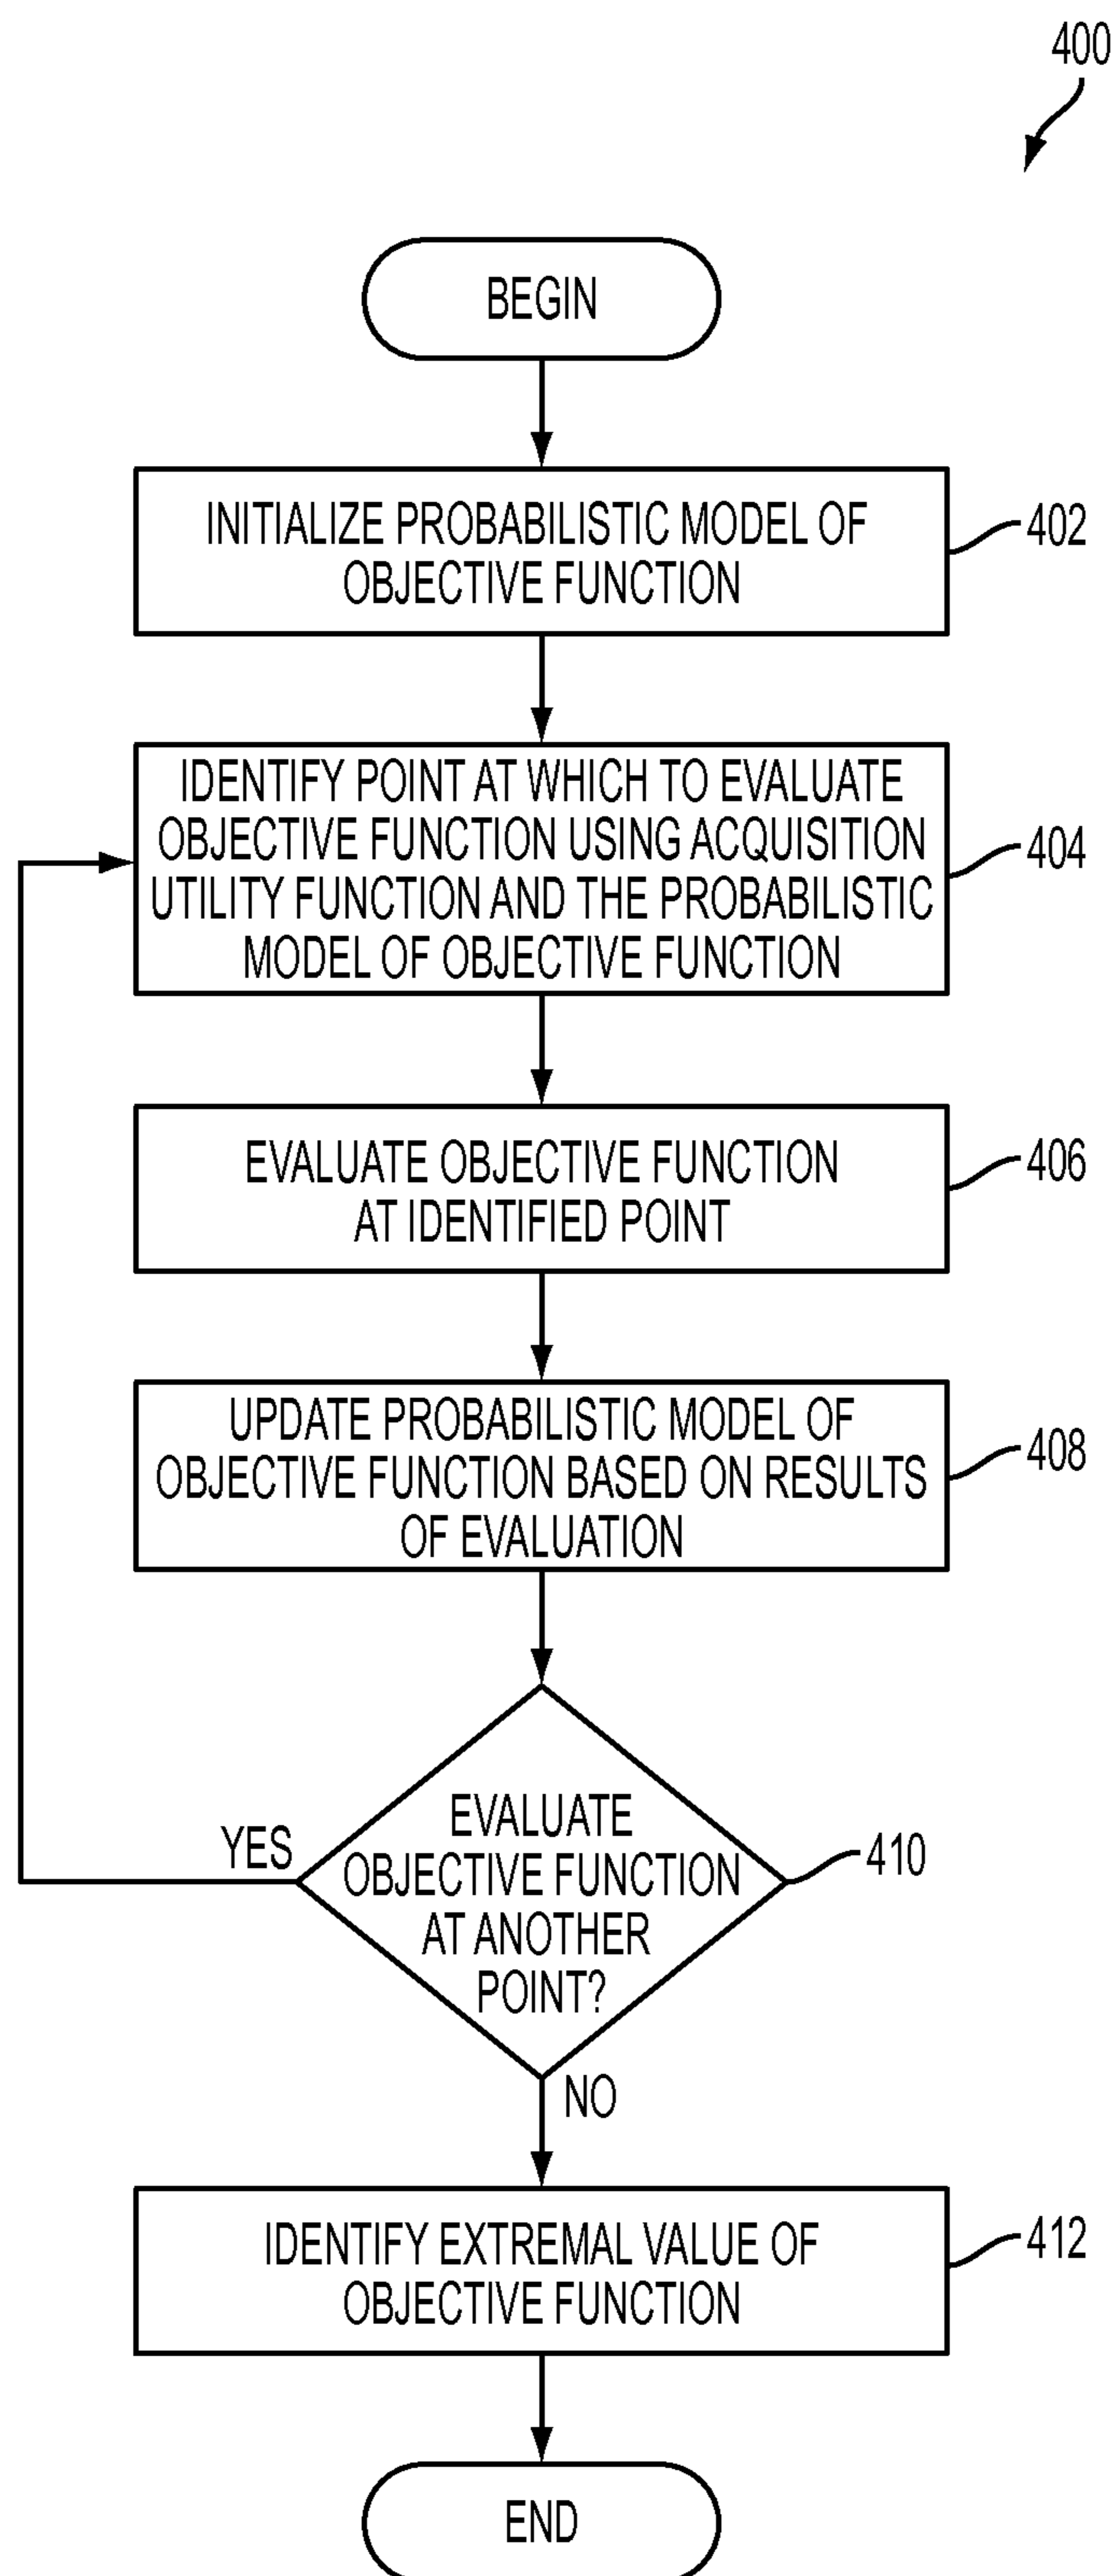 400
BEGIN
INITIALIZE PROBABILISTIC MODEL OF
OBJECTIVE FUNCTION
402
IDENTIFY POINT AT WHICH TO EVALUATE
OBJECTIVE FUNCTION USING ACQUISITION
UTILITY FUNCTION AND THE PROBABILISTIC
MODEL OF OBJECTIVE FUNCTION
404
EVALUATE OBJECTIVE FUNCTION
AT IDENTIFIED POINT
406
UPDATE PROBABILISTIC MODEL OF
OBJECTIVE FUNCTION BASED ON RESULTS
OF EVALUATION
408
YES
EVALUATE
OBJECTIVE FUNCTION
AT ANOTHER
POINT?
410
NO
IDENTIFY EXTREMAL VALUE OF
OBJECTIVE FUNCTION
412
END